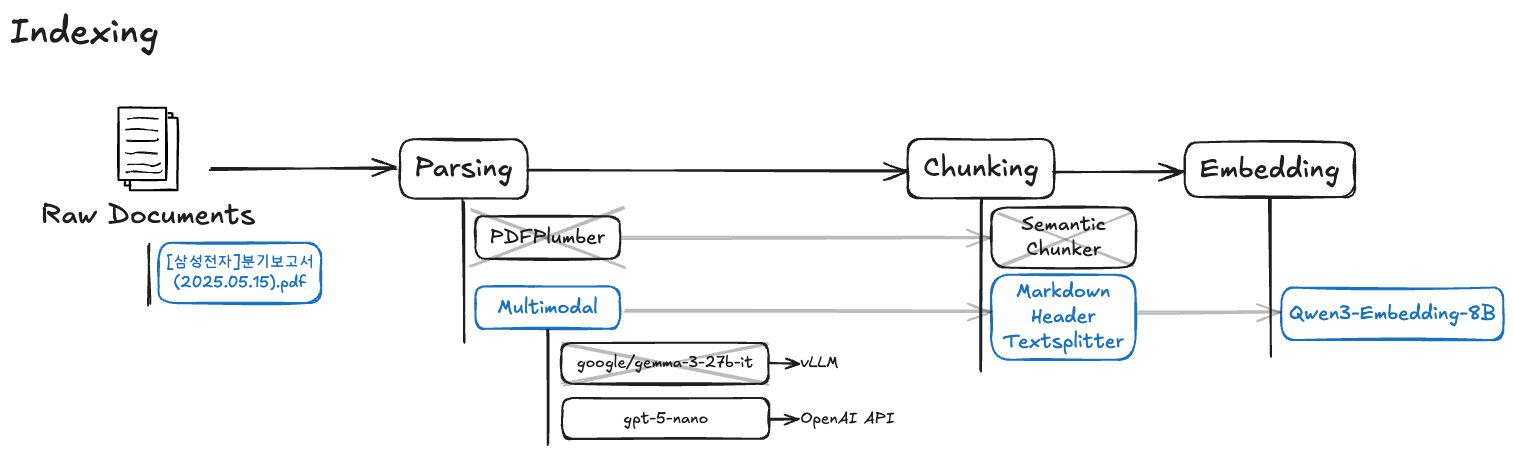 Indexing
Raw Documents
[삼성전자]분기보고서
(2025.05.15).pdf
Parsing
PDFPlumber
Multimodal
google/gemma-3-27b-it
vLLM
gpt-5-nano
OpenAI API
Chunking
Semantic
Chunker
Markdown
Header
Textsplitter
Embedding
Qwen3-Embedding-8B